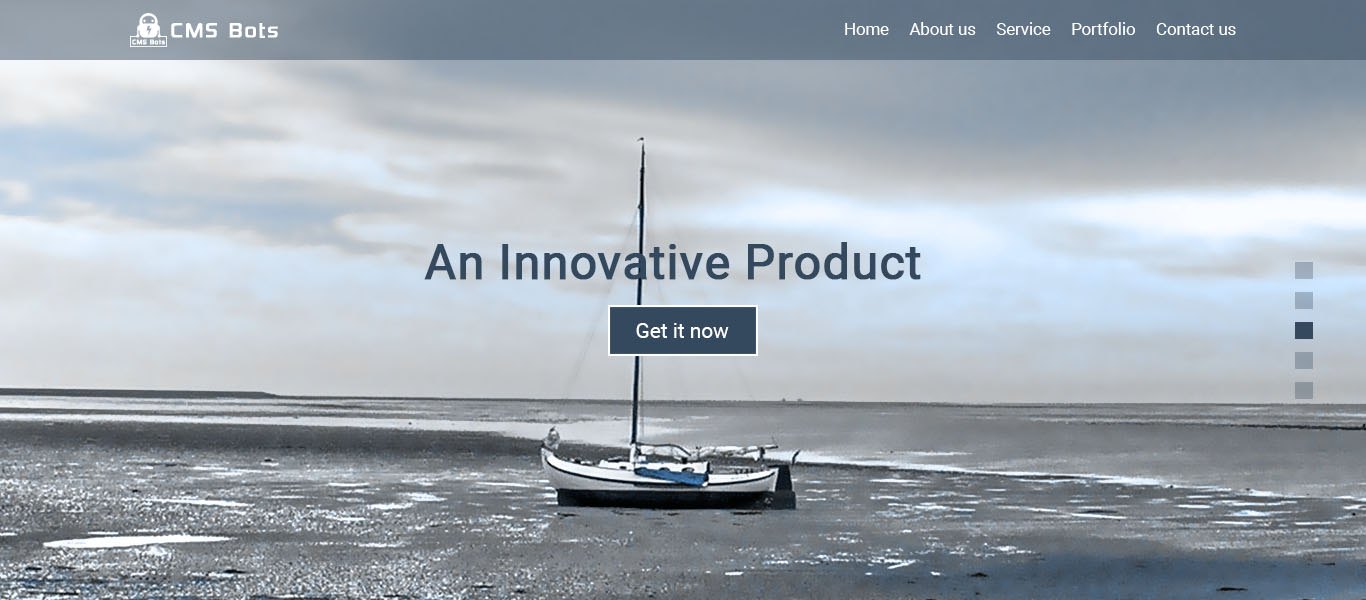 CMS Bots
CMS Bots
Home About us Service Portfolio Contact us
An Innovative Product
Get it now